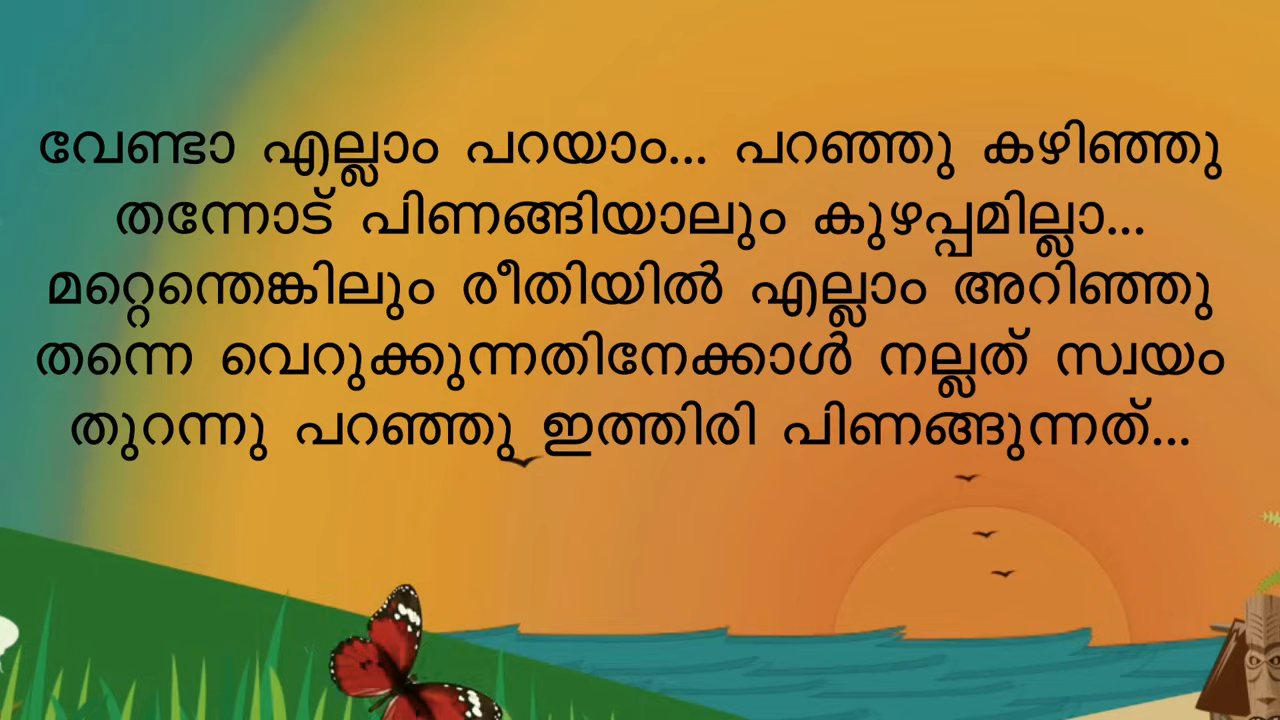 വേണ്ടാ എല്ലാം പറയാം... പറഞ്ഞു കഴിഞ്ഞു
തന്നോട് പിണങ്ങിയാലും കുഴപ്പമില്ലാ...
മറ്റെന്തെങ്കിലും രീതിയിൽ എല്ലാം അറിഞ്ഞു
തന്നെ വെറുക്കുന്നതിനേക്കാൾ നല്ലത് സ്വയം
തുറന്നു പറഞ്ഞു ഇത്തിരി പിണങ്ങുന്നത്...